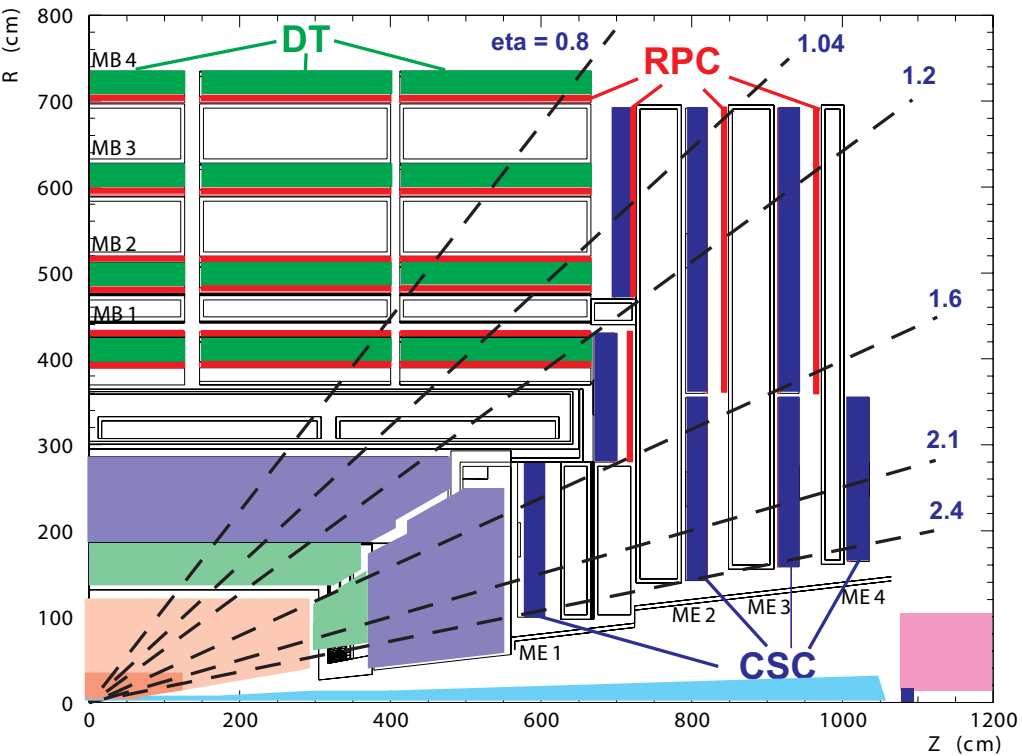 R (cm)
800
700
600
500
400
300
200
100
0
MB 4
MB 3
MB 2
MB 1
DT
eta = 0.8
1.04
RPC
1.2
1.6
2.1
2.4
ME 1
ME 2
ME 3
ME 4
CSC
0
200
400
600
800
1000
1200
Z (cm)